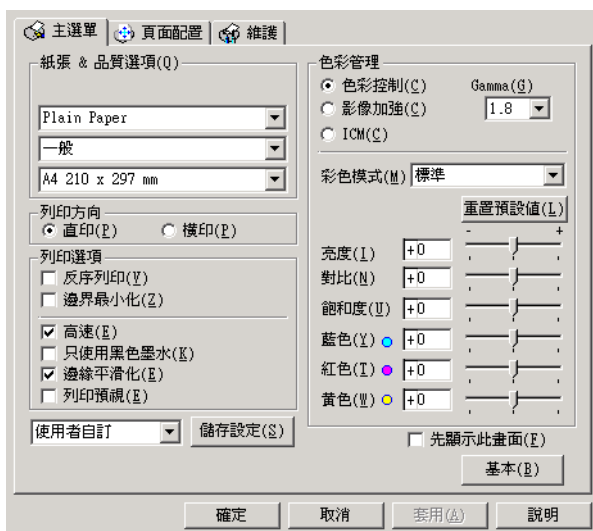 主選單 頁面配置 維護
紙張 & 品質選項(Q)
Plain Paper
一般
A4 210 x 297 mm
列印方向
直印(P) 橫印(P)
列印選項
反序列印(V)
邊界最小化(Z)
高速(E)
只使用黑色墨水(K)
邊緣平滑化(E)
列印預視(E)
使用者自訂 儲存設定(S)
色彩管理
色彩控制(C) Gamma(G)
影像加強(C) 1.8
ICM(C)
彩色模式(M) 標準
重置預設值(L)
- +
亮度(I) +0
對比(N) +0
飽和度(U) +0
藍色(Y) +0
紅色(T) +0
黃色(W) +0
先顯示此畫面(F)
基本(B)
確定 取消 套用(A) 說明